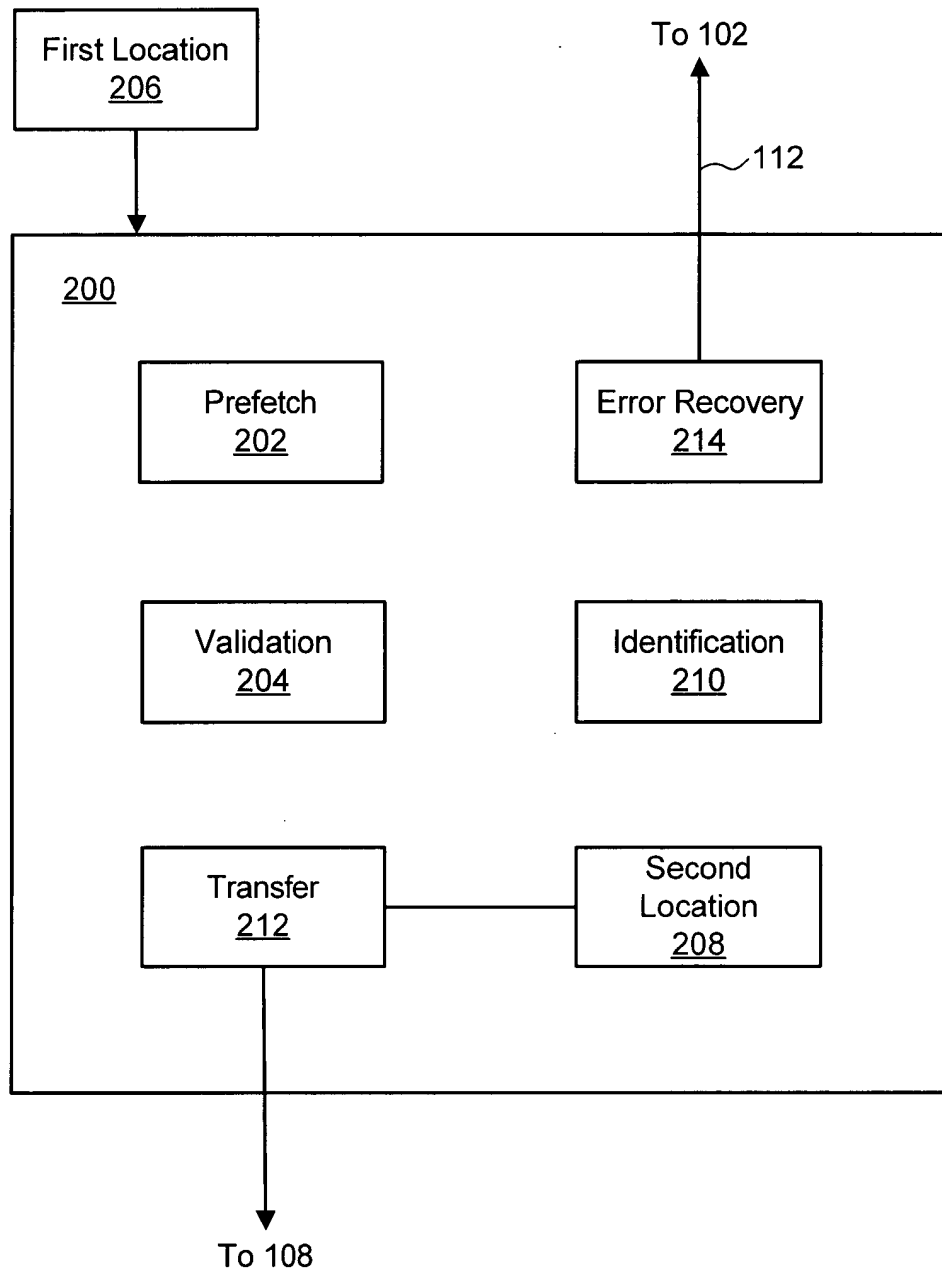 First Location
206
To 102
112
200
Prefetch
202
Error Recovery
214
Validation
204
Identification
210
Transfer
212
Second
Location
208
To 108